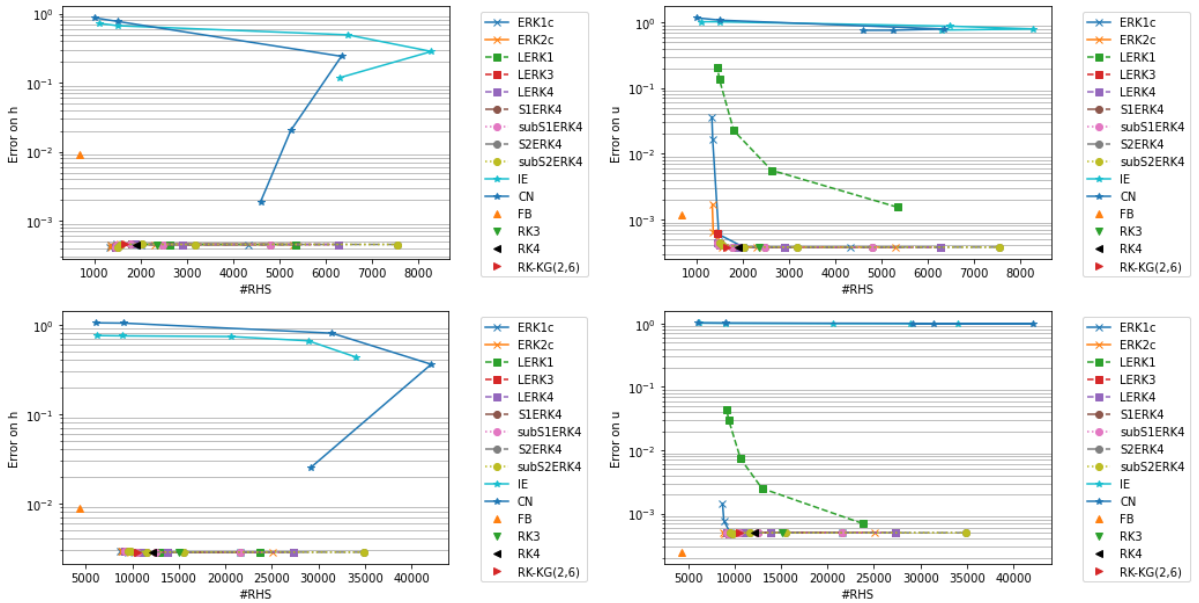 10⁰
10⁻¹
10⁻²
10⁻³
Error on h
1000 2000 3000 4000 5000 6000 7000 8000
#RHS
ERK1c
ERK2c
LERK1
LERK3
LERK4
S1ERK4
subS1ERK4
S2ERK4
subS2ERK4
IE
CN
FB
RK3
RK4
RK-KG(2,6)
10⁰
10⁻¹
10⁻²
10⁻³
Error on u
1000 2000 3000 4000 5000 6000 7000 8000
#RHS
ERK1c
ERK2c
LERK1
LERK3
LERK4
S1ERK4
subS1ERK4
S2ERK4
subS2ERK4
IE
CN
FB
RK3
RK4
RK-KG(2,6)
10⁰
10⁻¹
10⁻²
Error on h
5000 10000 15000 20000 25000 30000 35000 40000
#RHS
ERK1c
ERK2c
LERK1
LERK3
LERK4
S1ERK4
subS1ERK4
S2ERK4
subS2ERK4
IE
CN
FB
RK3
RK4
RK-KG(2,6)
10⁰
10⁻¹
10⁻²
10⁻³
Error on u
5000 10000 15000 20000 25000 30000 35000 40000
#RHS
ERK1c
ERK2c
LERK1
LERK3
LERK4
S1ERK4
subS1ERK4
S2ERK4
subS2ERK4
IE
CN
FB
RK3
RK4
RK-KG(2,6)